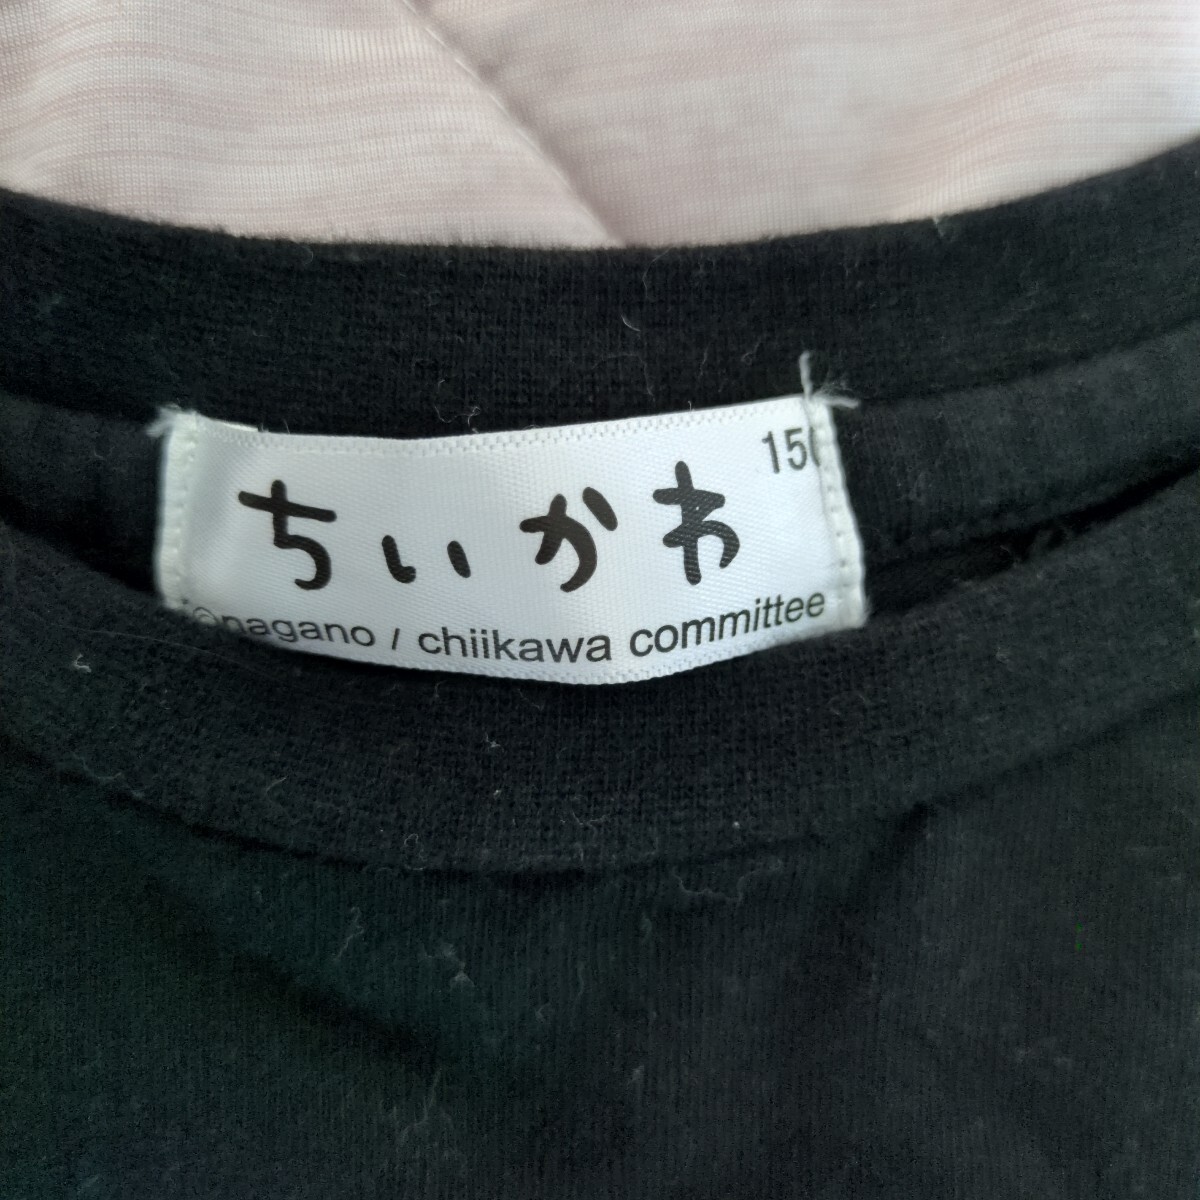 150
ちいかわ
©nagano / chiikawa committee